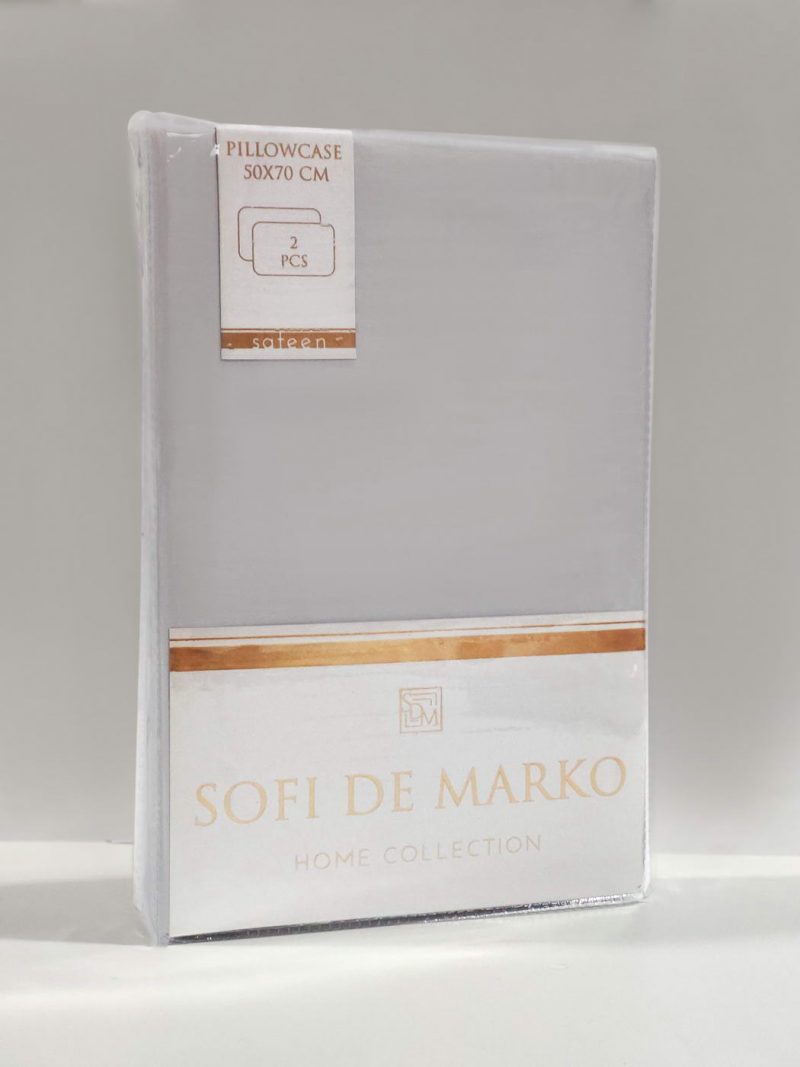 PILLOWCASE
50X70 CM
2
PCS
safeen
SDM
SOFI DE MARKO
HOME COLLECTION